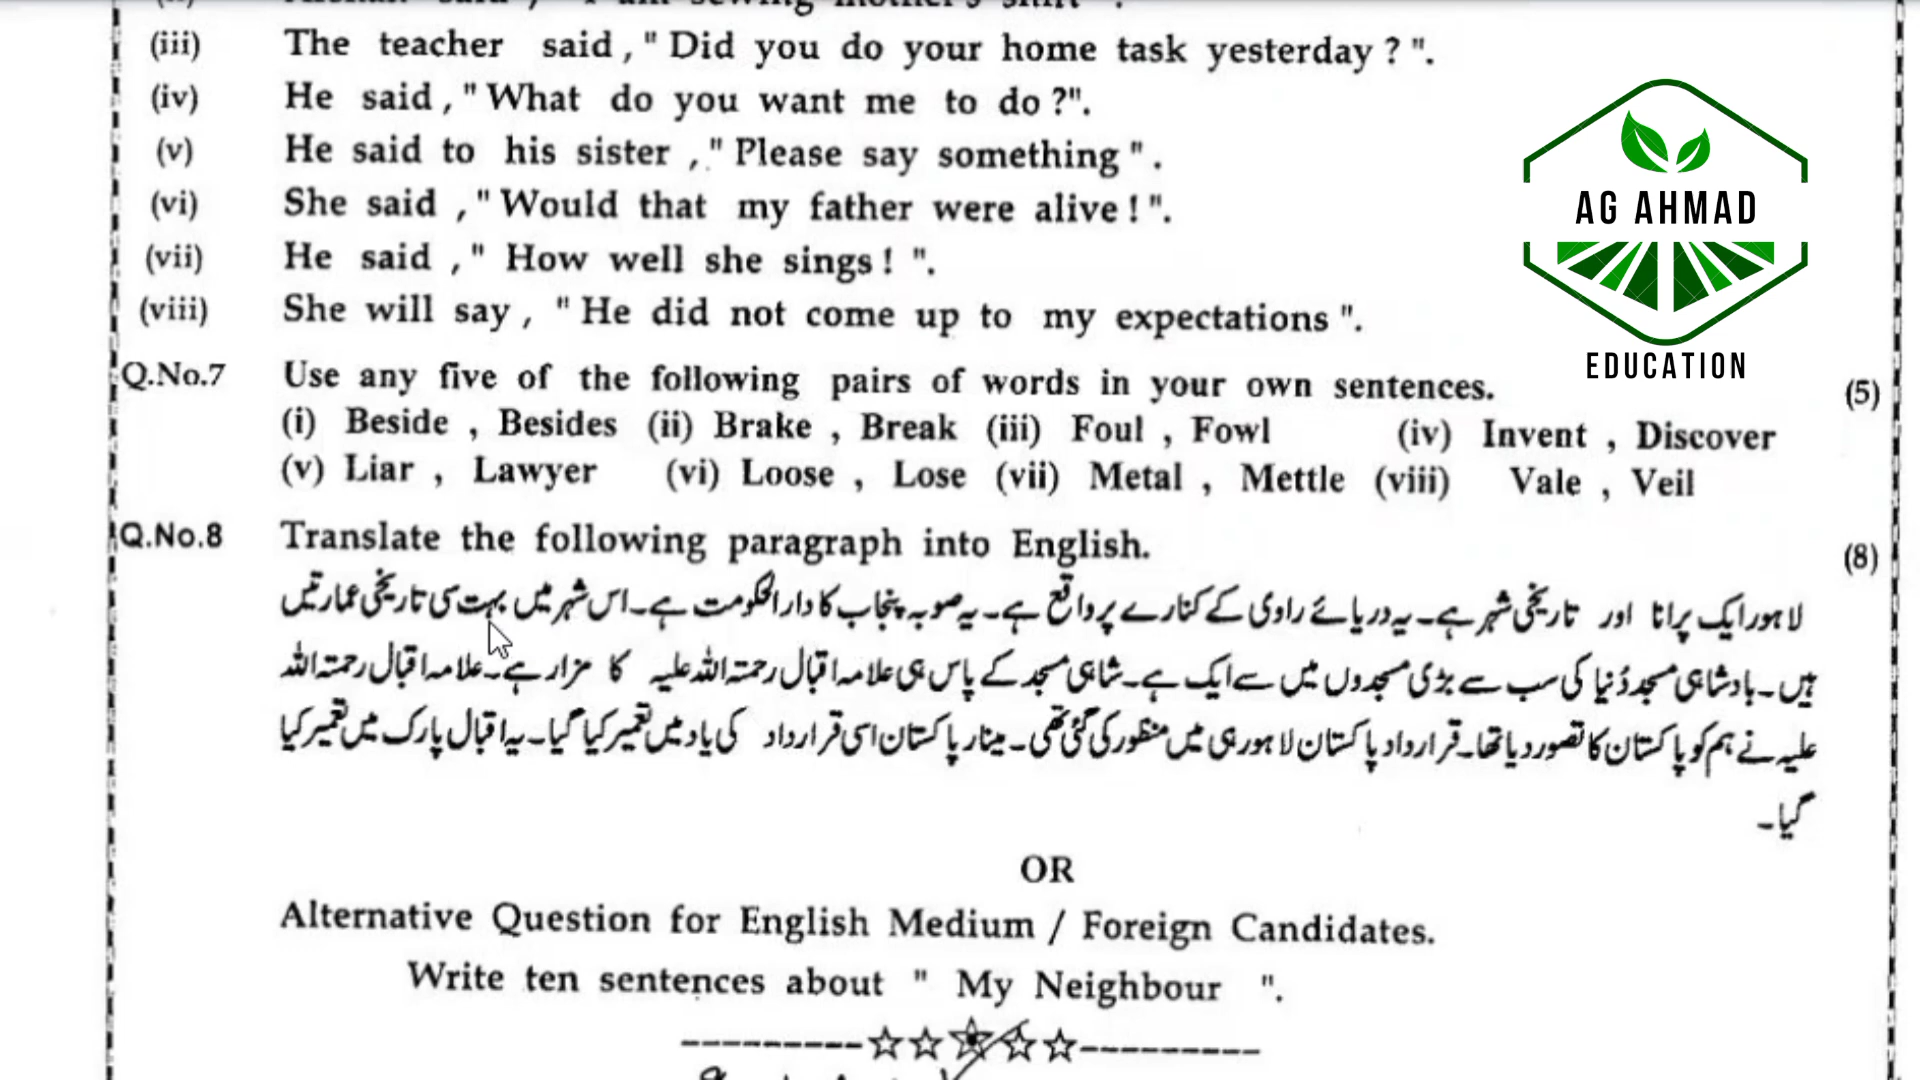 (iii) The teacher said , " Did you do your home task yesterday ? ".
(iv) He said , " What do you want me to do ?".
(v) He said to his sister , " Please say something " .
(vi) She said , " Would that my father were alive ! ".
(vii) He said , " How well she sings ! ".
(viii) She will say , " He did not come up to my expectations ".
AG AHMAD
EDUCATION
Q.No.7 Use any five of the following pairs of words in your own sentences. (5)
(i) Beside , Besides (ii) Brake , Break (iii) Foul , Fowl (iv) Invent , Discover
(v) Liar , Lawyer (vi) Loose , Lose (vii) Metal , Mettle (viii) Vale , Veil
Q.No.8 Translate the following paragraph into English. (8)
لاہور ایک پرانا اور تاریخی شہر ہے۔ یہ دریائے راوی کے کنارے پر واقع ہے۔ یہ صوبہ پنجاب کا دارالحکومت ہے۔ اس شہر میں بہت سی تاریخی عمارتیں
ہیں۔ بادشاہی مسجد دُنیا کی سب سے بڑی مسجدوں میں سے ایک ہے۔ شاہی مسجد کے پاس ہی علامہ اقبال رحمتہ اللہ علیہ کا مزار ہے۔ علامہ اقبال رحمتہ اللہ
علیہ نے ہم کو پاکستان کا تصور دیا تھا۔ قرارداد پاکستان لاہور ہی میں منظور کی گئی تھی۔ مینار پاکستان اسی قرارداد کی یاد میں تعمیر کیا گیا۔ یہ اقبال پارک میں تعمیر کیا
گیا۔
OR
Alternative Question for English Medium / Foreign Candidates.
Write ten sentences about " My Neighbour ".